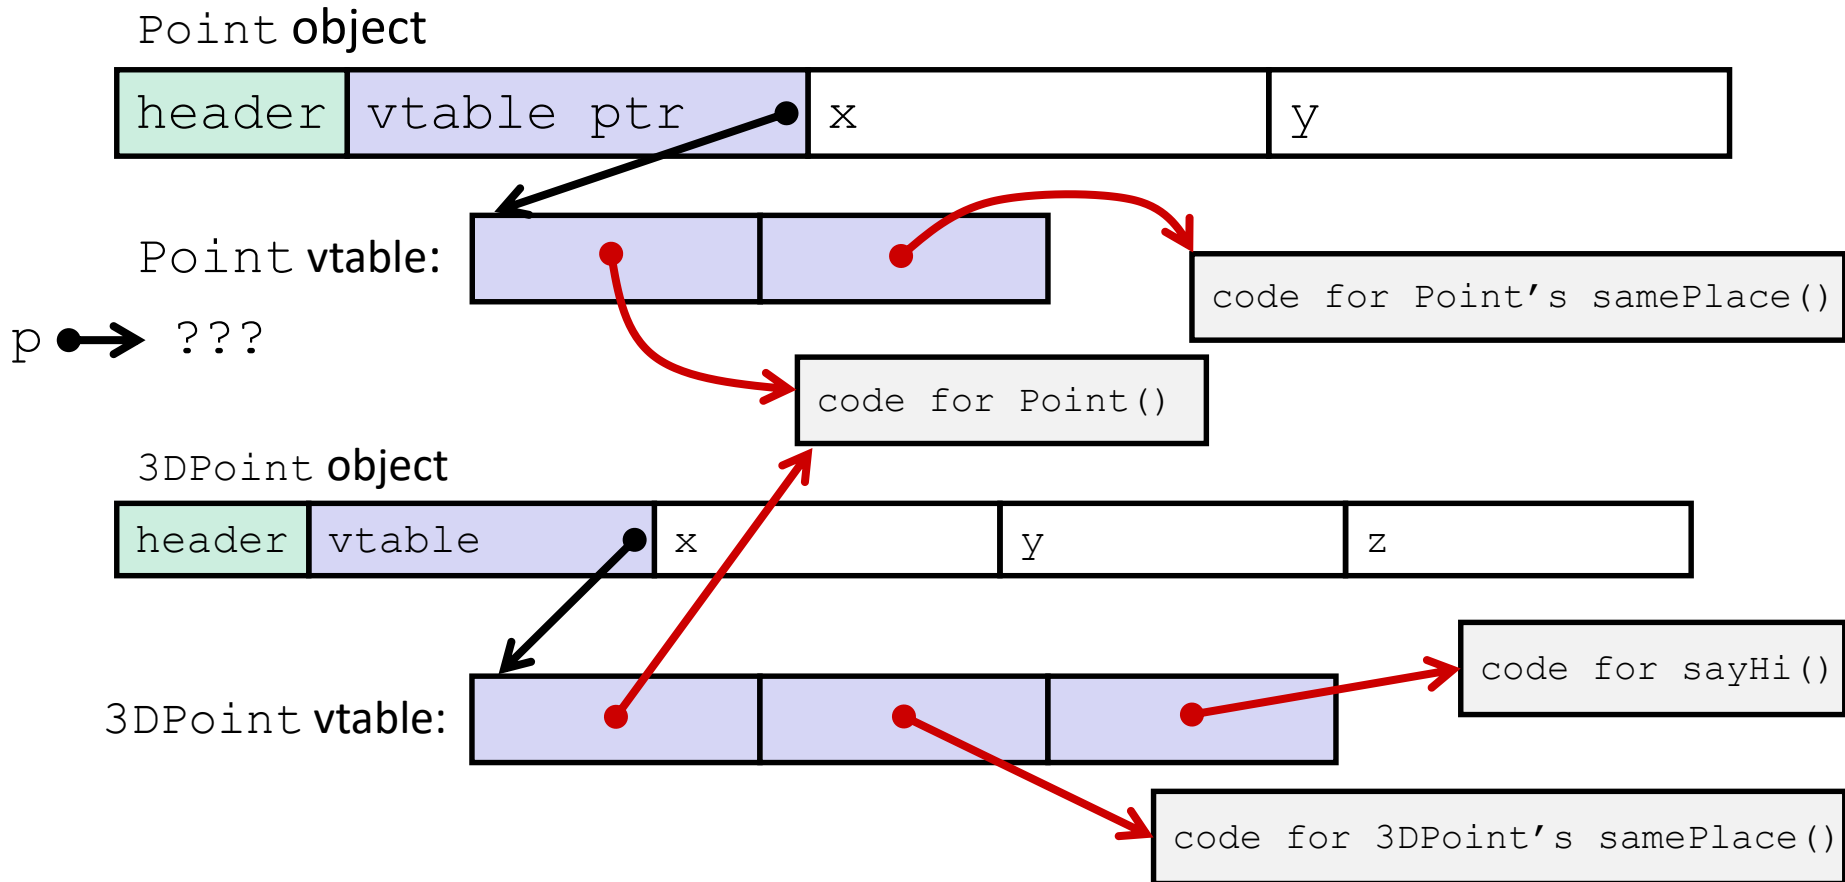 Point object
header vtable ptr x y
Point vtable:
code for Point's samePlace()
p ???
code for Point()
3DPoint object
header vtable x y z
code for sayHi()
3DPoint vtable:
code for 3DPoint's samePlace()